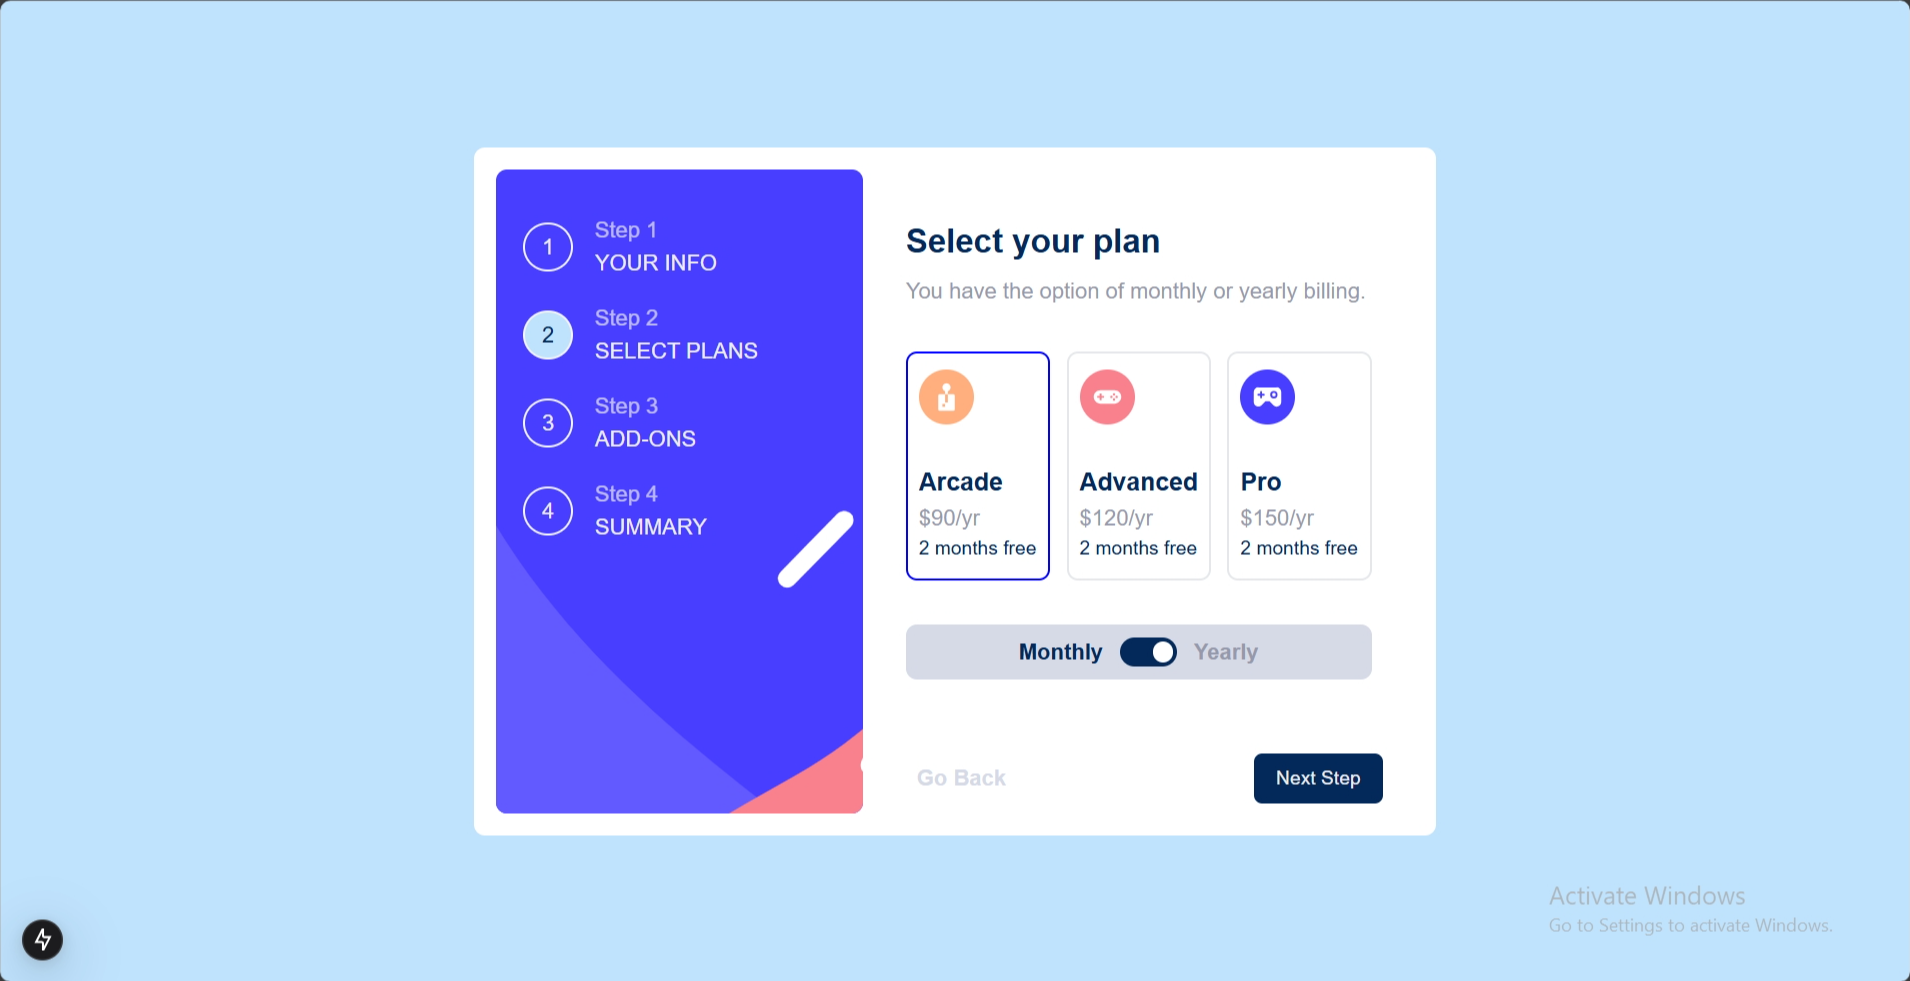 1
Step 1
YOUR INFO
2
Step 2
SELECT PLANS
3
Step 3
ADD-ONS
4
Step 4
SUMMARY
Select your plan
You have the option of monthly or yearly billing.
Arcade
$90/yr
2 months free
Advanced
$120/yr
2 months free
Pro
$150/yr
2 months free
Monthly Yearly
Go Back
Next Step
Activate Windows
Go to Settings to activate Windows.